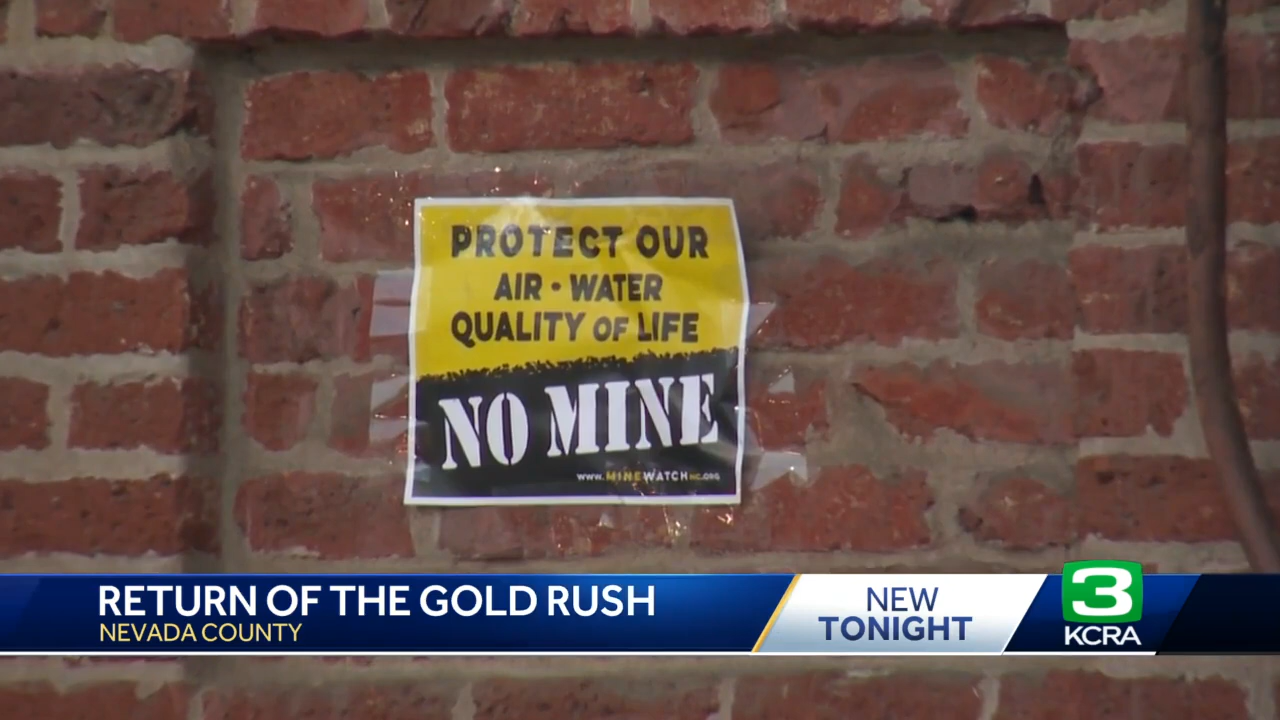 PROTECT OUR
AIR • WATER
QUALITY OF LIFE
NO MINE
www.MINEWATCHNC.ORG
RETURN OF THE GOLD RUSH
NEVADA COUNTY
NEW
TONIGHT
3
KCRA